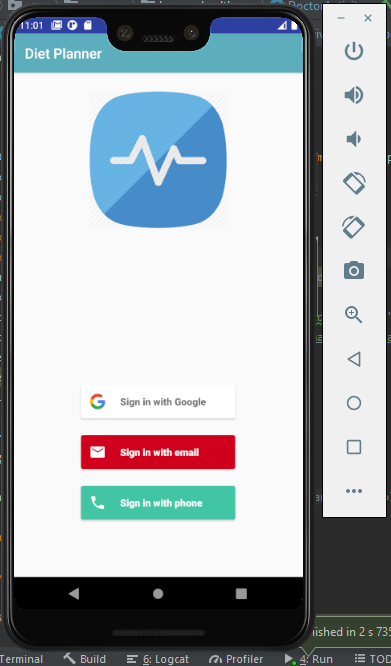 11:01
Diet Planner
Sign in with Google
Sign in with email
Sign in with phone
ished in 2 s 735
Terminal Build 6: Logcat Profiler 4: Run TOD